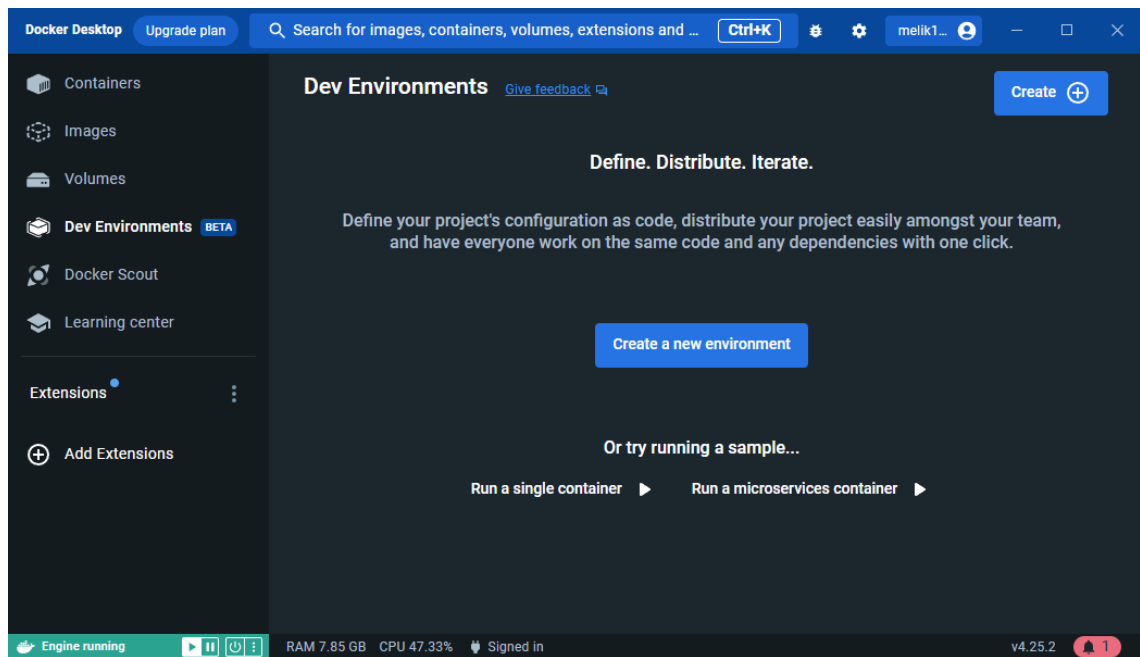 Docker Desktop
Upgrade plan
Search for images, containers, volumes, extensions and ...
Ctrl+K
melik1...
Containers
Images
Volumes
Dev Environments BETA
Docker Scout
Learning center
Extensions
Add Extensions
Dev Environments
Give feedback
Create
Define. Distribute. Iterate.
Define your project's configuration as code, distribute your project easily amongst your team,
and have everyone work on the same code and any dependencies with one click.
Create a new environment
Or try running a sample...
Run a single container
Run a microservices container
Engine running
RAM 7.85 GB CPU 47.33% Signed in
v4.25.2
1